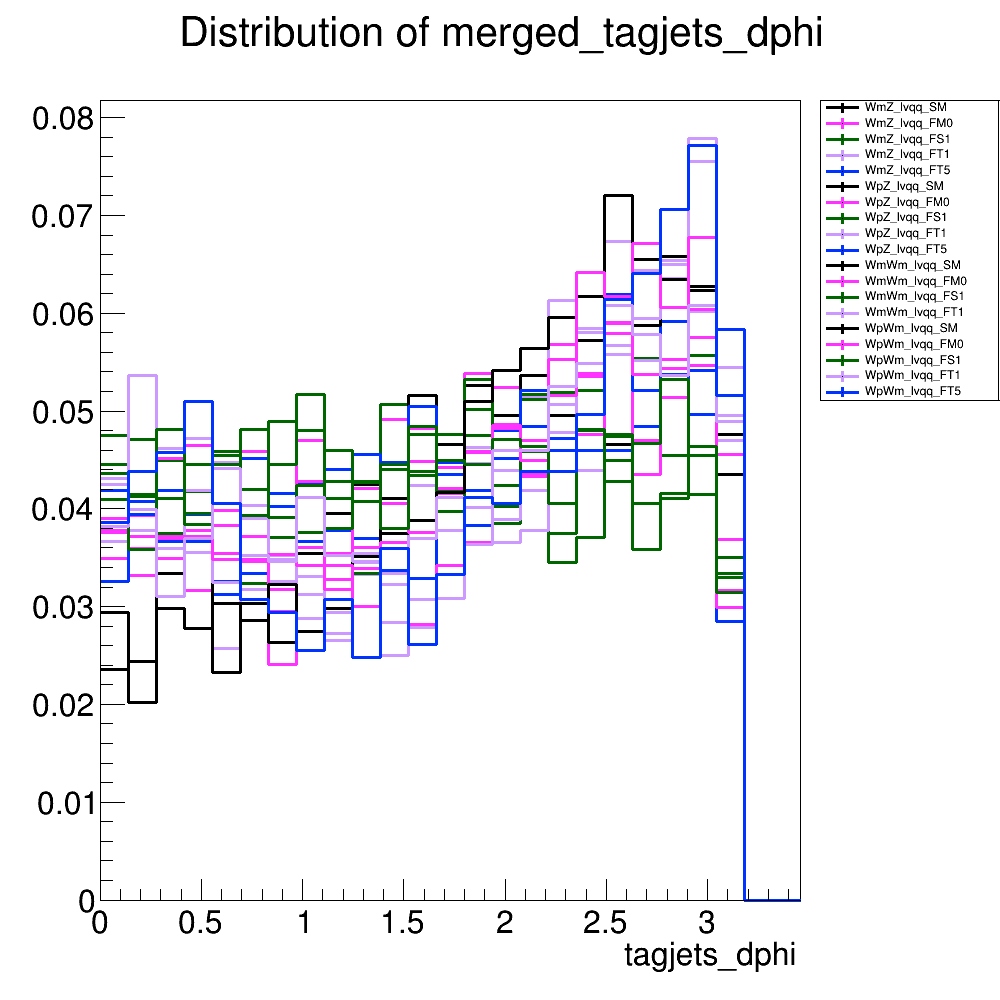 Distribution of merged_tagjets_dphi
0.08
0.07
0.06
0.05
0.04
0.03
0.02
0.01
0
0 0.5 1 1.5 2 2.5 3
tagjets_dphi
WmZ_lvqq_SM
WmZ_lvqq_FM0
WmZ_lvqq_FS1
WmZ_lvqq_FT1
WmZ_lvqq_FT5
WpZ_lvqq_SM
WpZ_lvqq_FM0
WpZ_lvqq_FS1
WpZ_lvqq_FT1
WpZ_lvqq_FT5
WmWm_lvqq_SM
WmWm_lvqq_FM0
WmWm_lvqq_FS1
WmWm_lvqq_FT1
WpWm_lvqq_SM
WpWm_lvqq_FM0
WpWm_lvqq_FS1
WpWm_lvqq_FT1
WpWm_lvqq_FT5